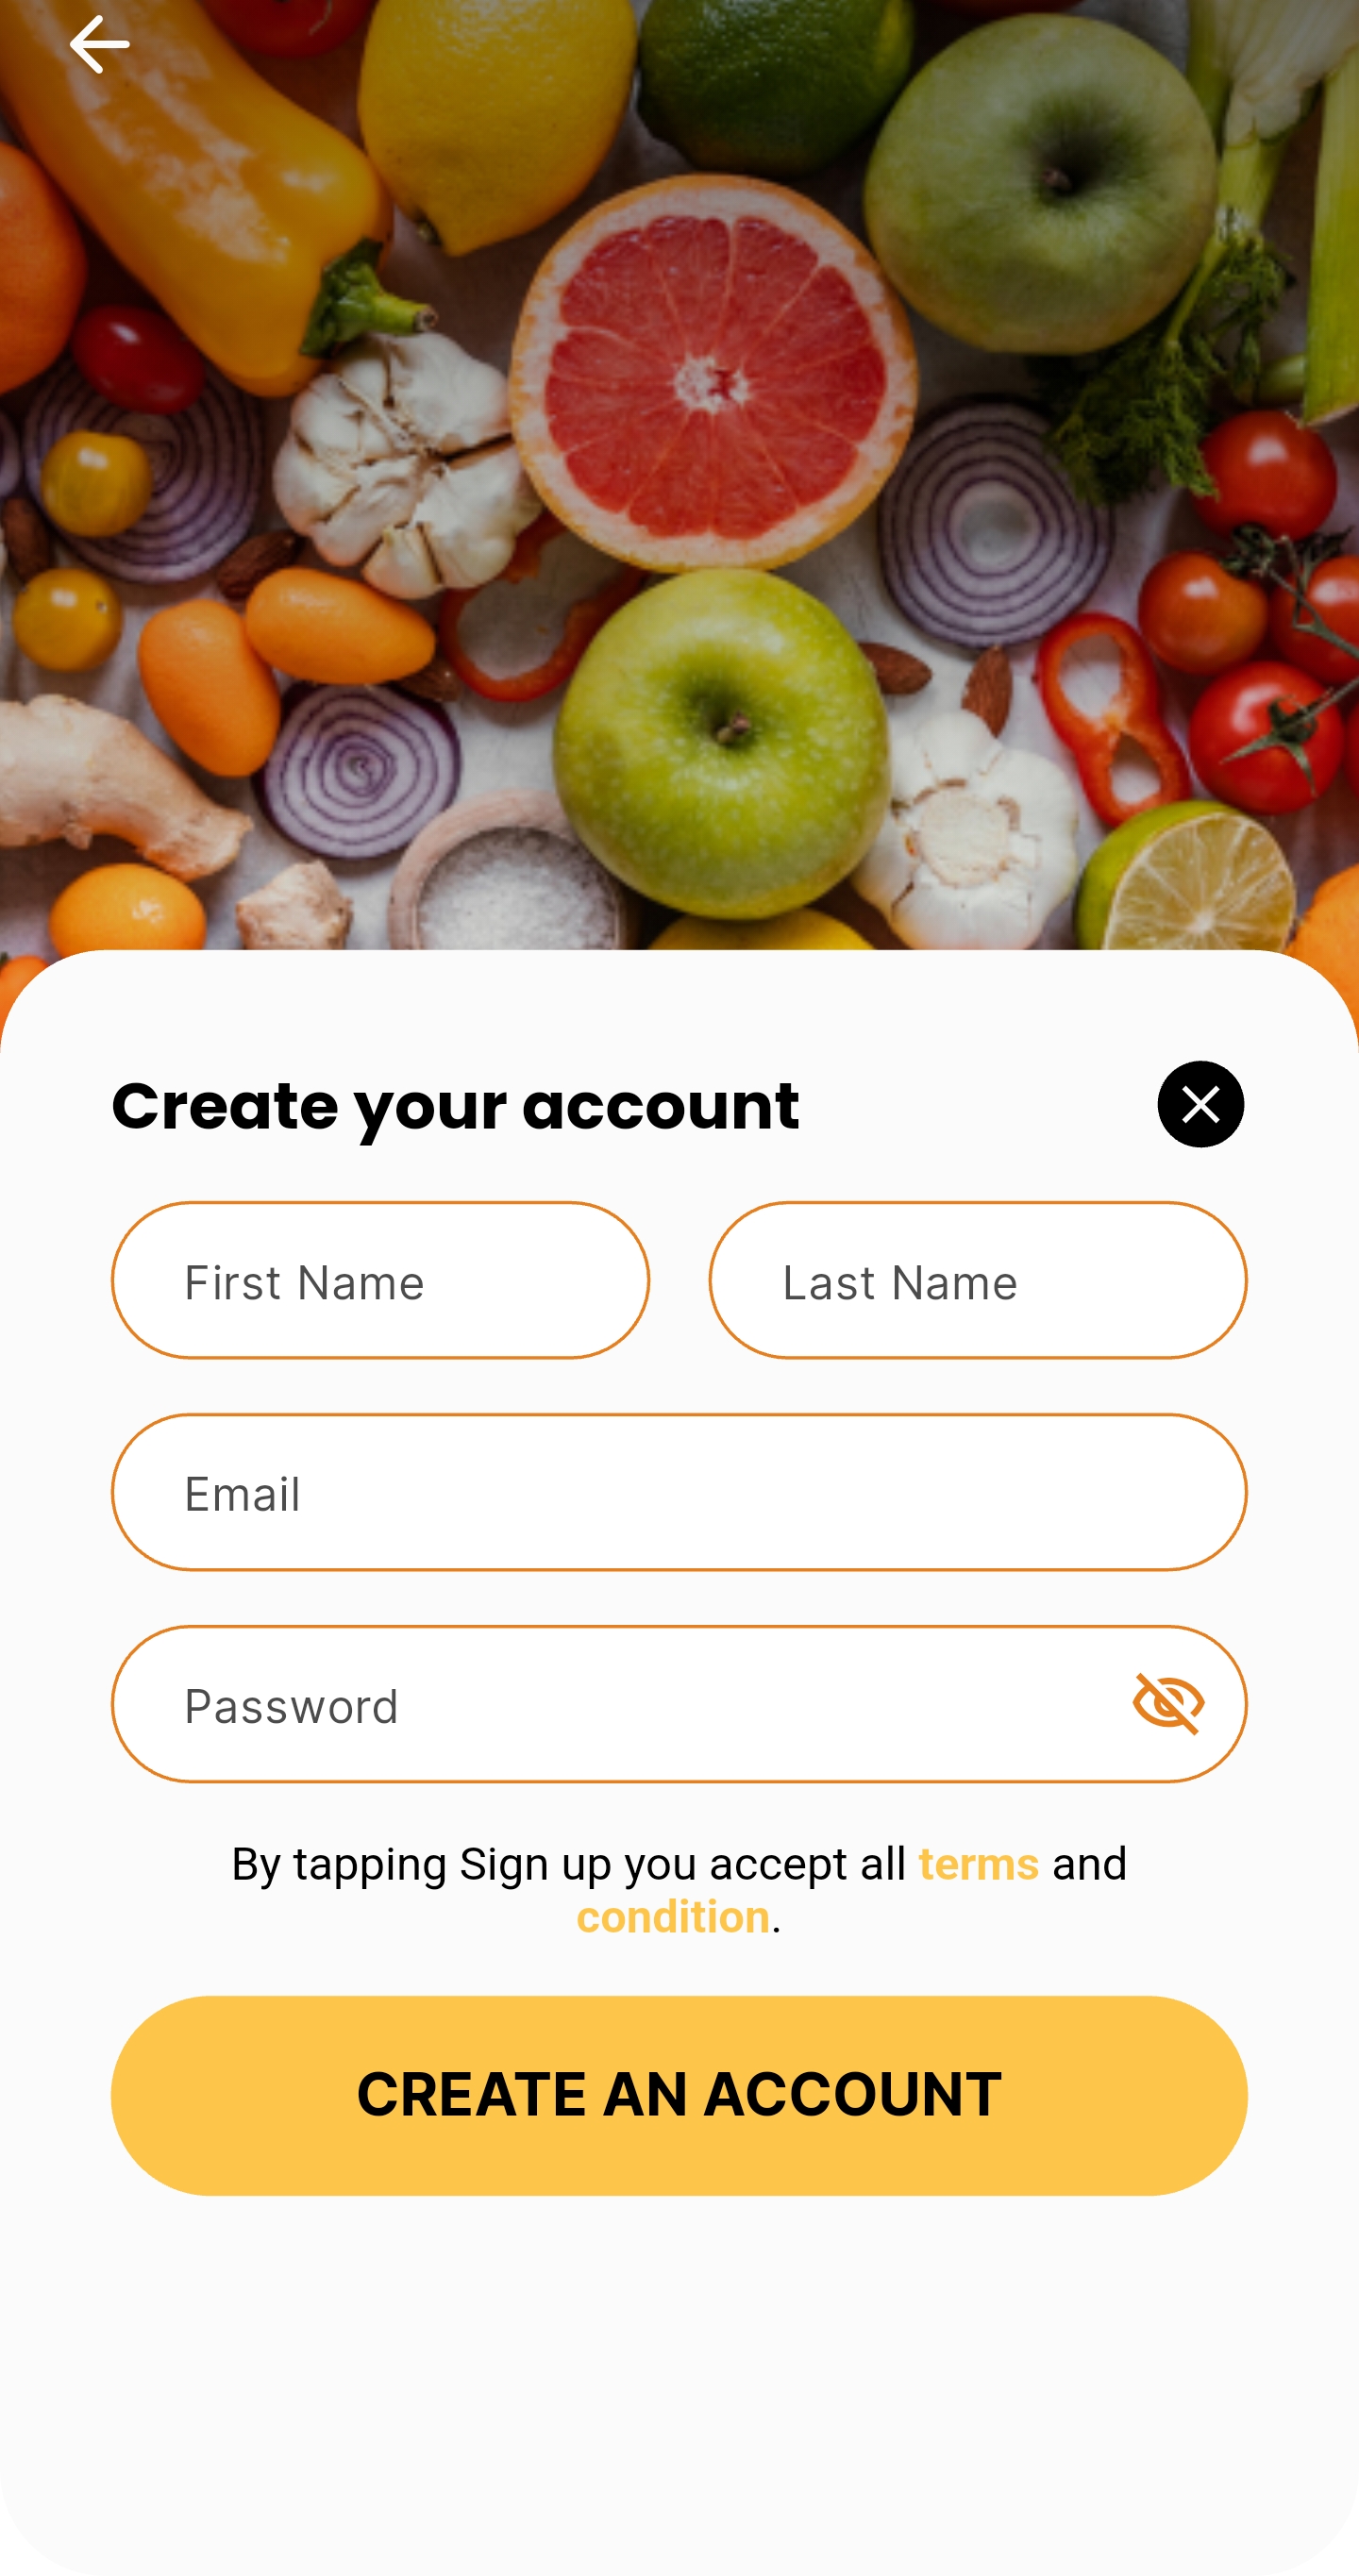 Create your account
First Name
Last Name
Email
Password
By tapping Sign up you accept all terms and
condition.
CREATE AN ACCOUNT